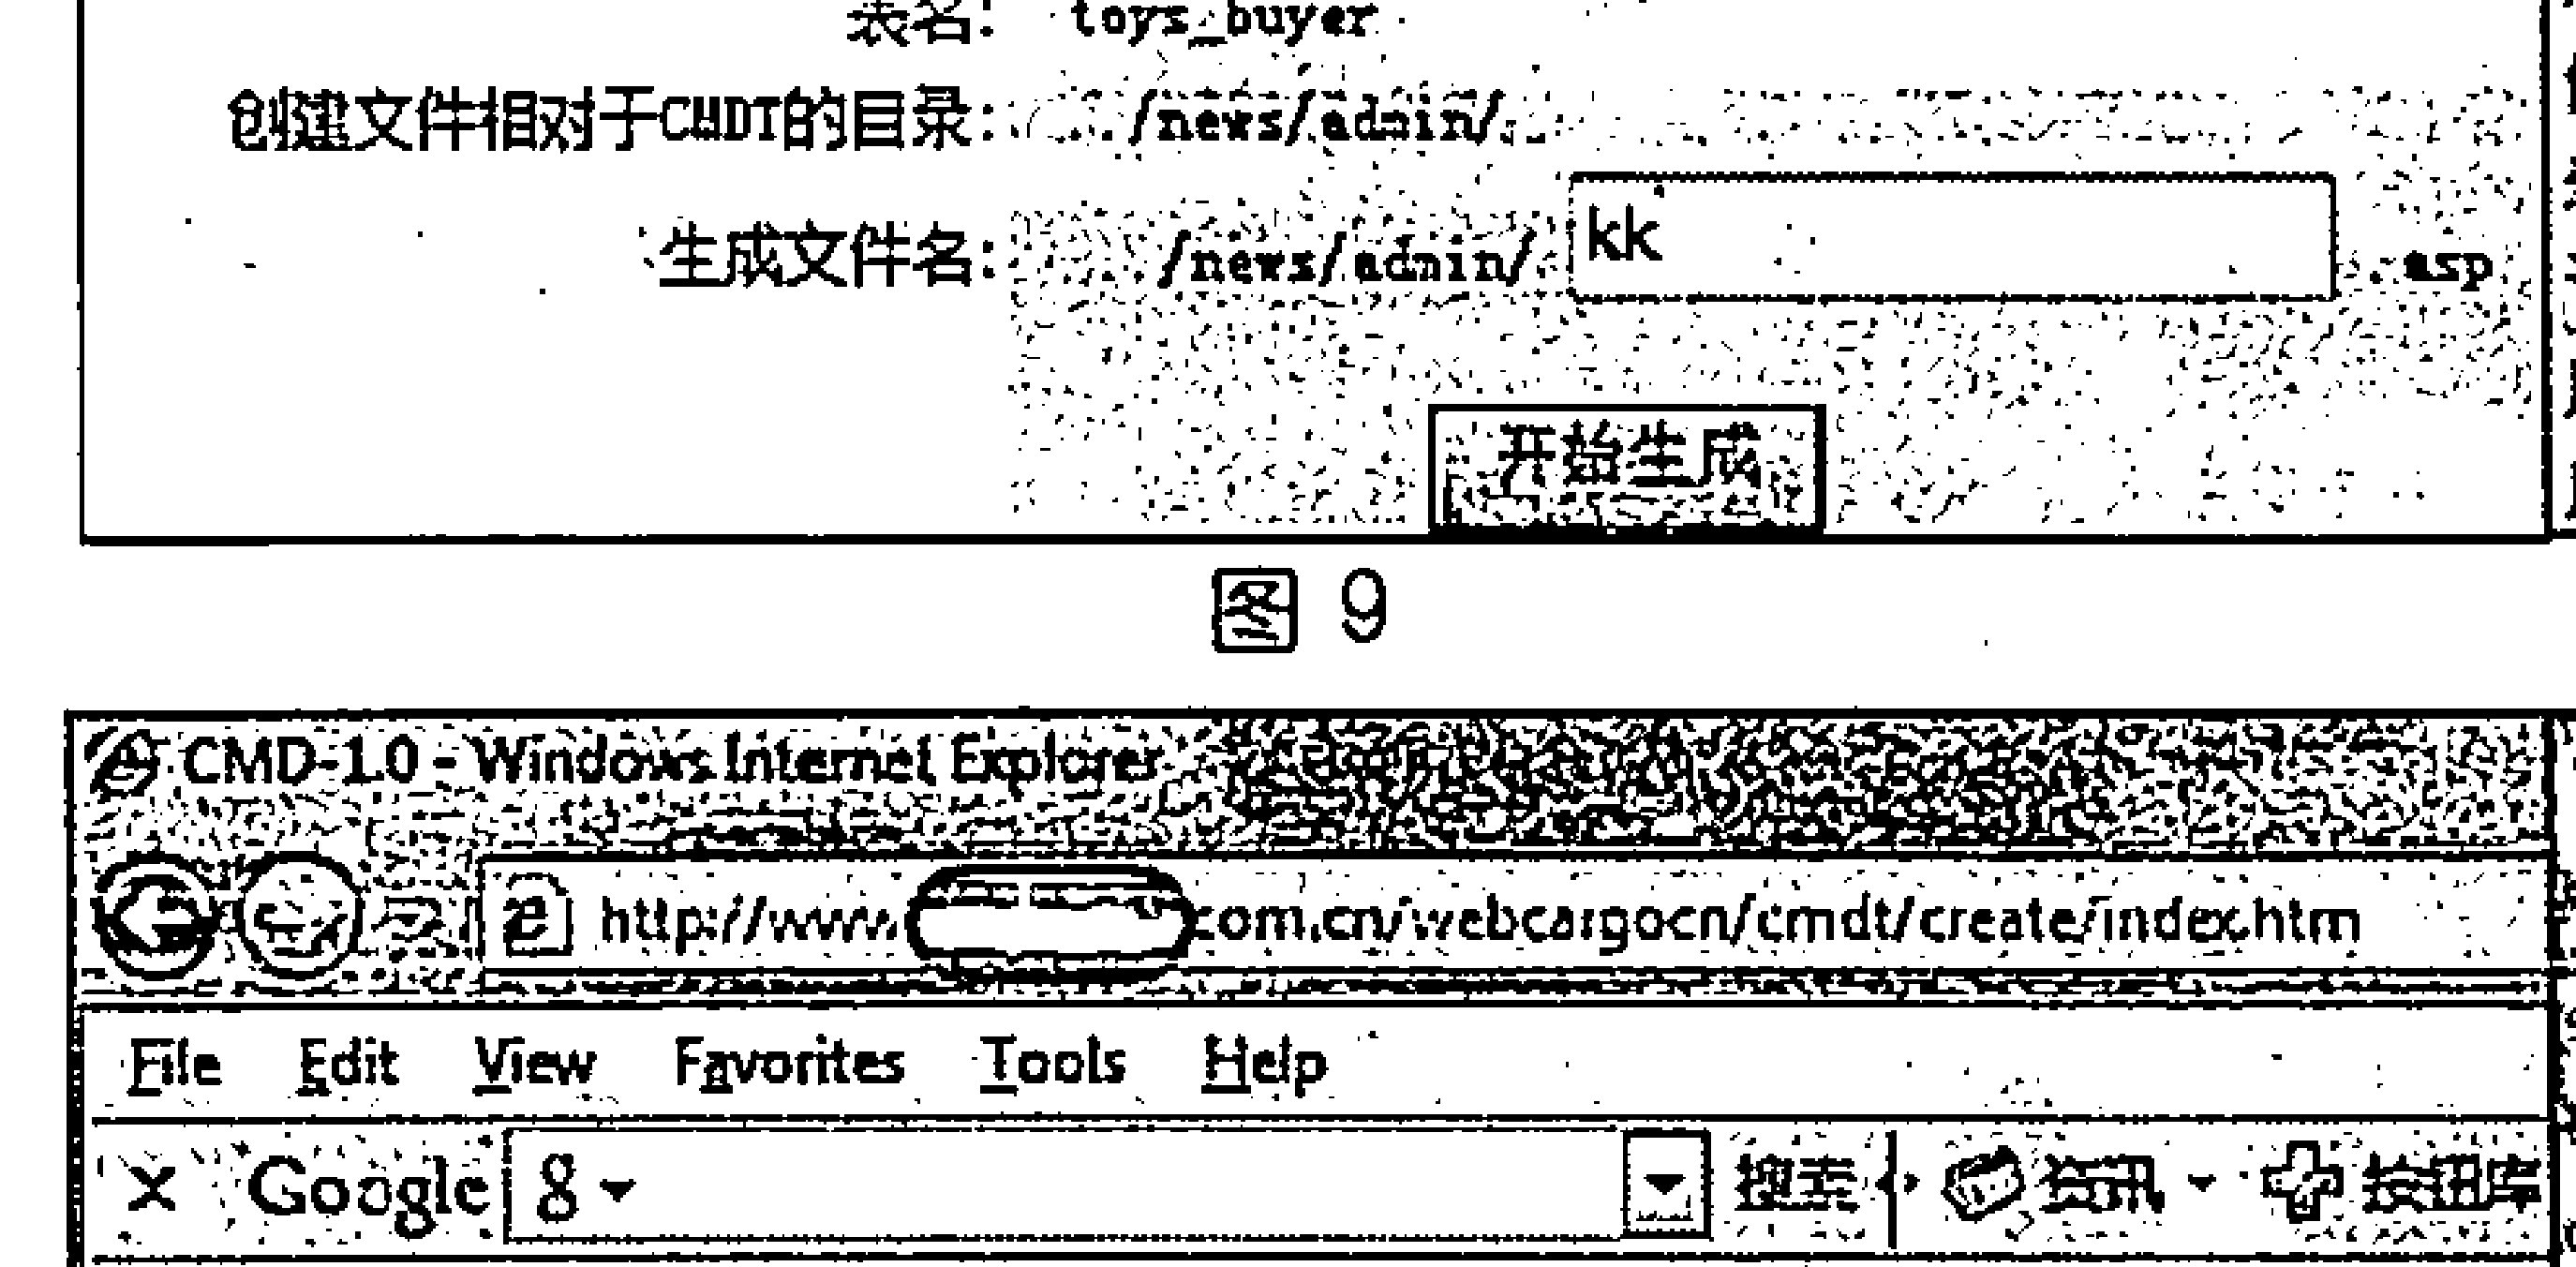 表名: toys_buyer
创建文件相对于CMDT的目录: ../news/admin/
生成文件名: ../news/admin/ kk .asp
开始生成
图 9
CMD-1.0 - Windows Internet Explorer
http://www. com.cn/webcargocn/cmdt/create/index.htm
File Edit View Favorites Tools Help
× Google 8 搜索 资讯 按钮库